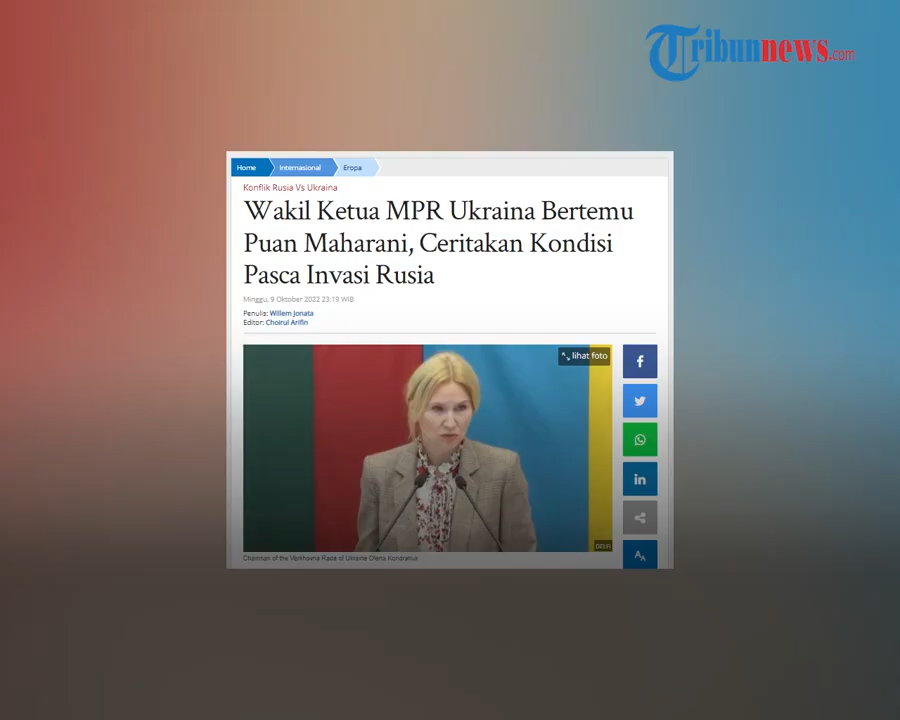 Tribunnews.com
Home Internasional Eropa
Konflik Rusia Vs Ukraina
Wakil Ketua MPR Ukraina Bertemu
Puan Maharani, Ceritakan Kondisi
Pasca Invasi Rusia
Minggu, 9 Oktober 2022 23:19 WIB
Penulis: Willem Jonata
Editor: Choirul Arifin
lihat foto
DELFI
Chairman of the Verkhovna Rada of Ukraine Olena Kondratiuk
AA